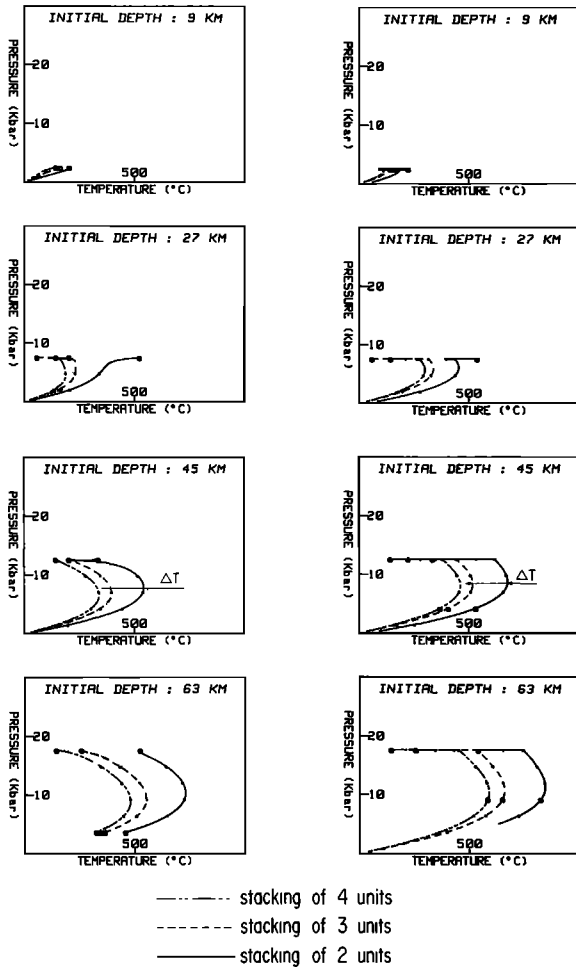 INITIAL DEPTH : 9 KM
PRESSURE (Kbar)
20
10
500
TEMPERATURE (°C)
INITIAL DEPTH : 9 KM
PRESSURE (Kbar)
20
10
500
TEMPERATURE (°C)
INITIAL DEPTH : 27 KM
PRESSURE (Kbar)
20
10
500
TEMPERATURE (°C)
INITIAL DEPTH : 27 KM
PRESSURE (Kbar)
20
10
500
TEMPERATURE (°C)
INITIAL DEPTH : 45 KM
PRESSURE (Kbar)
20
10
ΔT
500
TEMPERATURE (°C)
INITIAL DEPTH : 45 KM
PRESSURE (Kbar)
20
10
ΔT
500
TEMPERATURE (°C)
INITIAL DEPTH : 63 KM
PRESSURE (Kbar)
20
10
500
TEMPERATURE (°C)
INITIAL DEPTH : 63 KM
PRESSURE (Kbar)
20
10
500
TEMPERATURE (°C)
stacking of 4 units
stacking of 3 units
stacking of 2 units